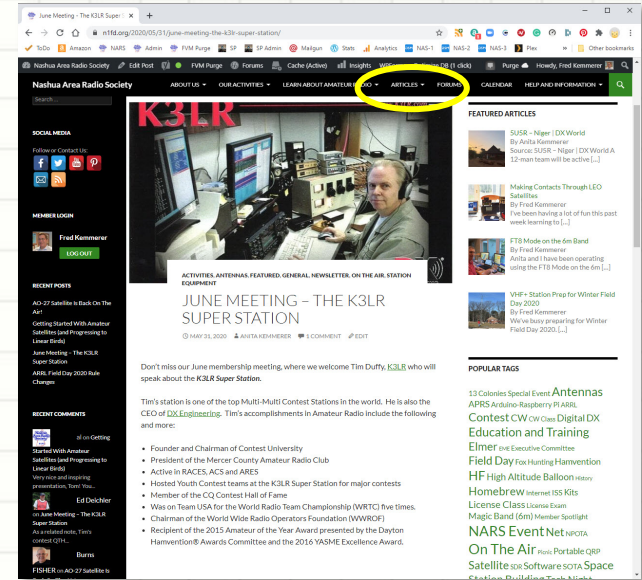 June Meeting - The K3LR Super S
n1fd.org/2020/05/31/june-meeting-the-k3lr-super-station/
ToDo Amazon NARS Admin FVM Purge SP SP Admin Mailgun Stats Analytics NAS-1 NAS-2 NAS-3 Plex » Other bookmarks
Nashua Area Radio Society Edit Post FVM Purge Forums Cache (Active) Insights DB (1 click) Purge Howdy, Fred Kemmerer
Nashua Area Radio Society ABOUT US OUR ACTIVITIES LEARN ABOUT AMATEUR RADIO ARTICLES FORUMS CALENDAR HELP AND INFORMATION
Search...
SOCIAL MEDIA
Follow or Contact Us:
MEMBER LOGIN
Fred Kemmerer
LOG OUT
RECENT POSTS
AO-27 Satellite Is Back On The
Air!
Getting Started With Amateur
Satellites (and Progressing to
Linear Birds)
June Meeting – The K3LR
Super Station
ARRL Field Day 2020 Rule
Changes
RECENT COMMENTS
al on Getting
Started With Amateur
Satellites (and Progressing to
Linear Birds)
Very nice and inspiring
presentation, Tom! You...
Ed Deichler
on June Meeting – The K3LR
Super Station
As a related note, Tim's
contest QTH...
Burns
FISHER on AO-27 Satellite Is
K3LR
ACTIVITIES, ANTENNAS, FEATURED, GENERAL, NEWSLETTER, ON THE AIR, STATION
EQUIPMENT
JUNE MEETING – THE K3LR
SUPER STATION
MAY 31, 2020 ANITA KEMMERER 1 COMMENT EDIT
Don't miss our June membership meeting, where we welcome Tim Duffy, K3LR who will
speak about the K3LR Super Station.
Tim's station is one of the top Multi-Multi Contest Stations in the world. He is also the
CEO of DX Engineering. Tim's accomplishments in Amateur Radio include the following
and more:
• Founder and Chairman of Contest University
• President of the Mercer County Amateur Radio Club
• Active in RACES, ACS and ARES
• Hosted Youth Contest teams at the K3LR Super Station for major contests
• Member of the CQ Contest Hall of Fame
• Was on Team USA for the World Radio Team Championship (WRTC) five times.
• Chairman of the World Wide Radio Operators Foundation (WWROF)
• Recipient of the 2015 Amateur of the Year Award presented by the Dayton
Hamvention® Awards Committee and the 2016 YASME Excellence Award.
FEATURED ARTICLES
5U5R – Niger | DX World
By Anita Kemmerer
Source: 5U5R – Niger | DX World A
12-man team will be active [...]
Making Contacts Through LEO
Satellites
By Fred Kemmerer
I've been having a lot of fun this past
week learning to [...]
FT8 Mode on the 6m Band
By Fred Kemmerer
Anita and I have been operating
using the FT8 Mode on the 6m [...]
VHF+ Station Prep for Winter Field
Day 2020
By Fred Kemmerer
We've busy preparing for Winter
Field Day 2020. [...]
POPULAR TAGS
13 Colonies Special Event Antennas
APRS Arduino-Raspberry PI ARRL
Contest CW CW Class Digital DX
Education and Training
Elmer EME Executive Committee
Field Day Fox Hunting Hamvention
HF High Altitude Balloon History
Homebrew Internet ISS Kits
License Class License Exam
Magic Band (6m) Member Spotlight
NARS Event Net NPOTA
On The Air Picnic Portable QRP
Satellite SDR Software SOTA Space
Station Building Tech Night